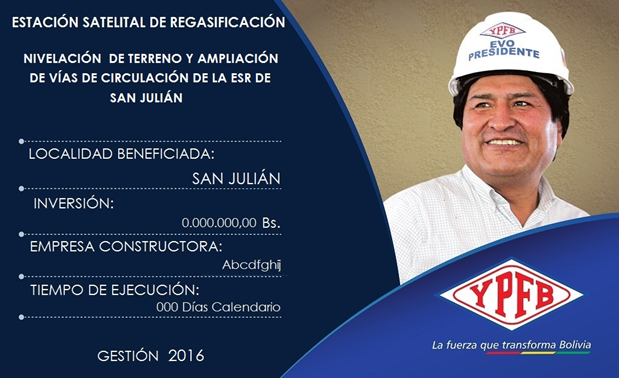 ESTACIÓN SATELITAL DE REGASIFICACIÓN
NIVELACIÓN DE TERRENO Y AMPLIACIÓN
DE VÍAS DE CIRCULACIÓN DE LA ESR DE
SAN JULIÁN
LOCALIDAD BENEFICIADA:
SAN JULIÁN
INVERSIÓN:
0.000.000,00 Bs.
EMPRESA CONSTRUCTORA:
Abcdfghij
TIEMPO DE EJECUCIÓN:
000 Días Calendario
GESTIÓN 2016
YPFB
EVO
PRESIDENTE
YPFB
La fuerza que transforma Bolivia